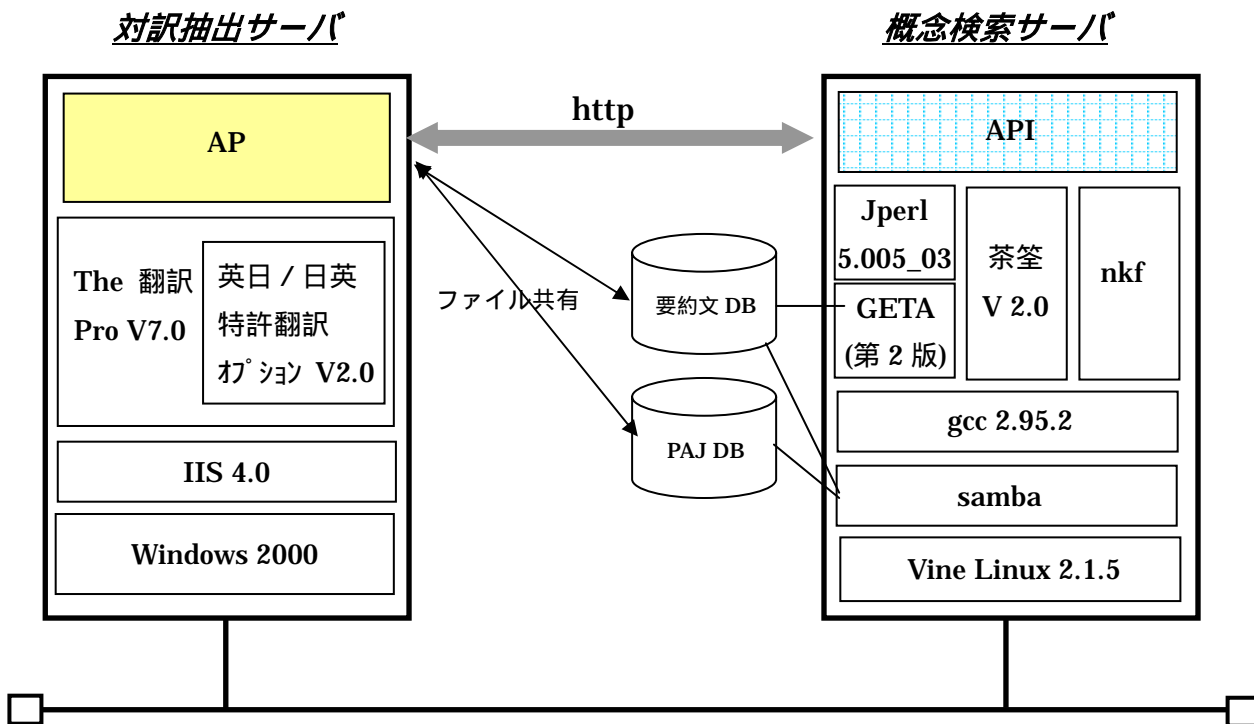 対訳抽出サーバ
概念検索サーバ
AP
http
API
The 翻訳
Pro V7.0
英日 / 日英
特許翻訳
ｵﾌﾟｼｮﾝ V2.0
IIS 4.0
Windows 2000
ファイル共有
要約文 DB
PAJ DB
Jperl
5.005_03
GETA
(第 2 版)
茶筌
V 2.0
nkf
gcc 2.95.2
samba
Vine Linux 2.1.5